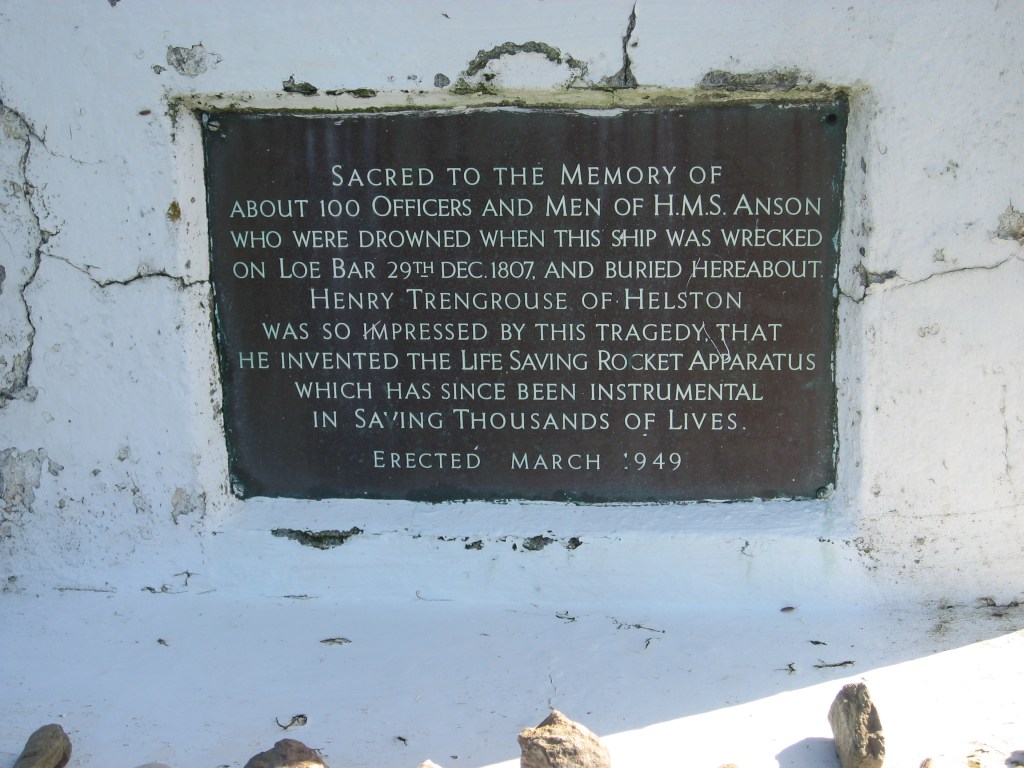 Sacred to the Memory of
about 100 Officers and Men of H.M.S. Anson
who were drowned when this ship was wrecked
on Loe Bar 29th Dec. 1807, and buried hereabout.
Henry Trengrouse of Helston
was so impressed by this tragedy, that
he invented the Life Saving Rocket Apparatus
which has since been instrumental
in Saving Thousands of Lives.
Erected March 1949